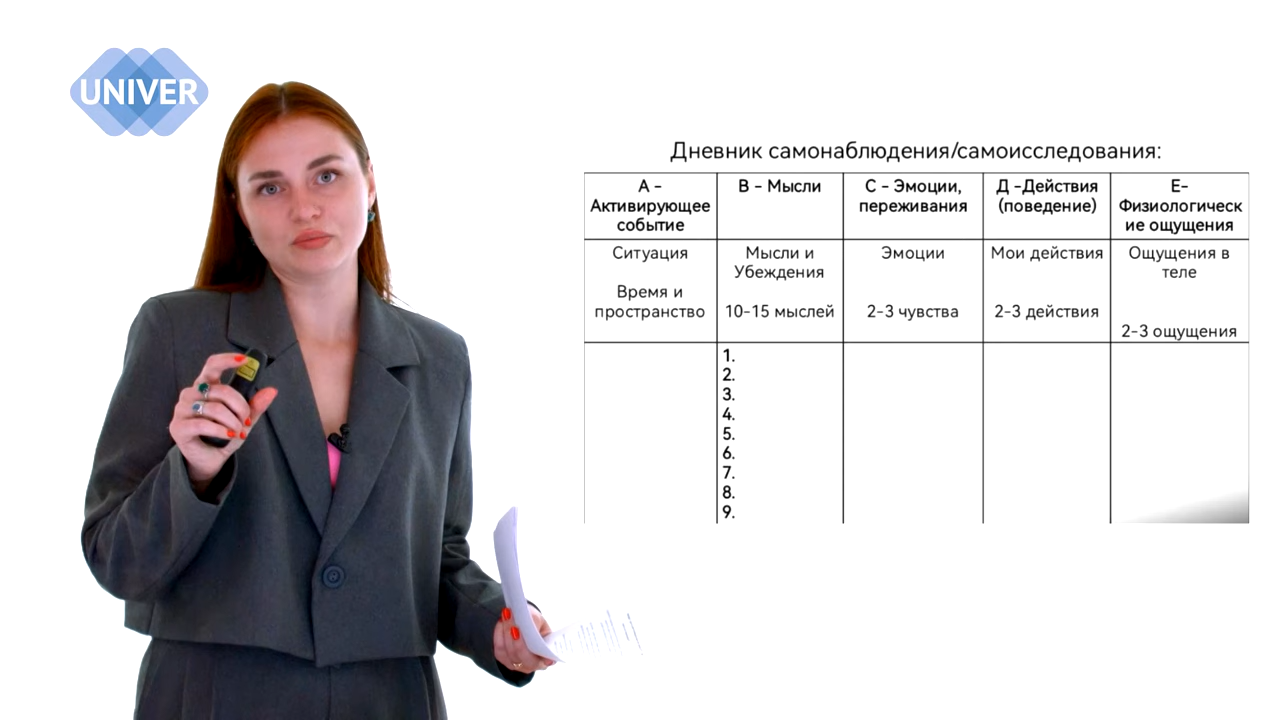 UNIVER
Дневник самонаблюдения/самоисследования:
А –
Активирующее
событие
В – Мысли
С – Эмоции,
переживания
Д –Действия
(поведение)
Е–
Физиологическ
ие ощущения
Ситуация
Время и
пространство
Мысли и
Убеждения
10-15 мыслей
Эмоции
2-3 чувства
Мои действия
2-3 действия
Ощущения в
теле
2-3 ощущения
1.
2.
3.
4.
5.
6.
7.
8.
9.